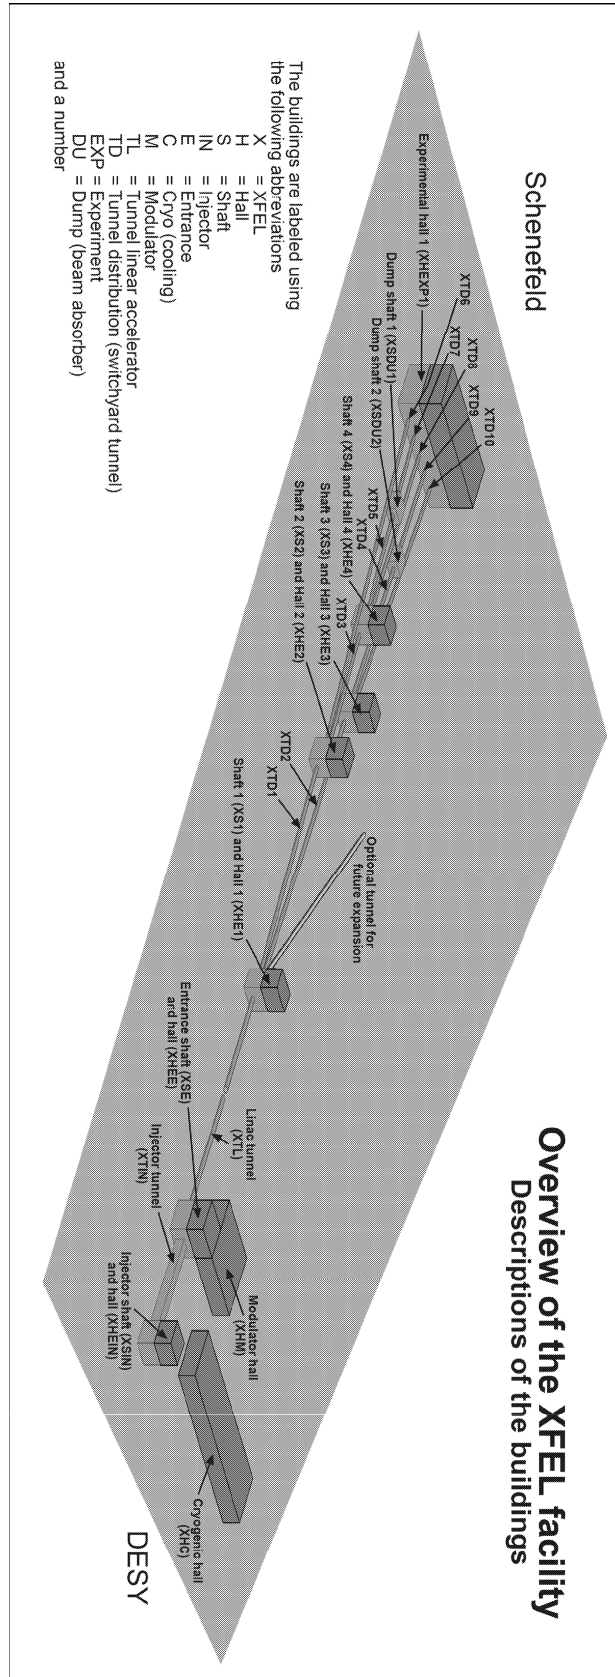 Overview of the XFEL facility
Descriptions of the buildings
Schenefeld
Experimental hall 1 (XHEXP1)
XTD6
XTD7
XTD8
XTD9
XTD10
Dump shaft 1 (XSDU1)
Dump shaft 2 (XSDU2)
XTD5
XTD4
Shaft 4 (XS4) and Hall 4 (XHE4)
XTD3
Shaft 3 (XS3) and Hall 3 (XHE3)
Shaft 2 (XS2) and Hall 2 (XHE2)
XTD2
XTD1
Optional tunnel for
future expansion
Shaft 1 (XS1) and Hall 1 (XHE1)
Linac tunnel
(XTL)
Entrance shaft (XSE)
and hall (XHEE)
Modulator hall
(XHM)
Injector tunnel
(XTIN)
Injector shaft (XSIN)
and hall (XHEIN)
Cryogenic hall
(XHC)
DESY
The buildings are labeled using
the following abbreviations
X = XFEL
H = Hall
S = Shaft
IN = Injector
E = Entrance
C = Cryo (cooling)
M = Modulator
TL = Tunnel linear accelerator
TD = Tunnel distribution (switchyard tunnel)
EXP = Experiment
DU = Dump (beam absorber)
and a number